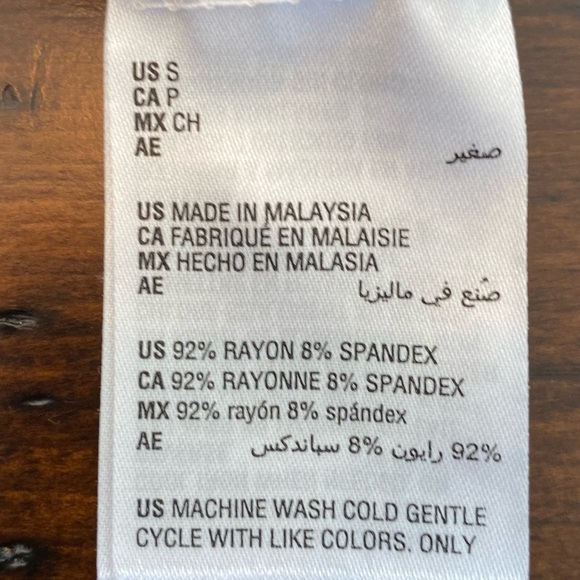 US S
CA P
MX CH
AE صغير
US MADE IN MALAYSIA
CA FABRIQUÉ EN MALAISIE
MX HECHO EN MALASIA
AE صُنع في ماليزيا
US 92% RAYON 8% SPANDEX
CA 92% RAYONNE 8% SPANDEX
MX 92% rayón 8% spándex
AE 92% رايون 8% سباندكس
US MACHINE WASH COLD GENTLE
CYCLE WITH LIKE COLORS. ONLY